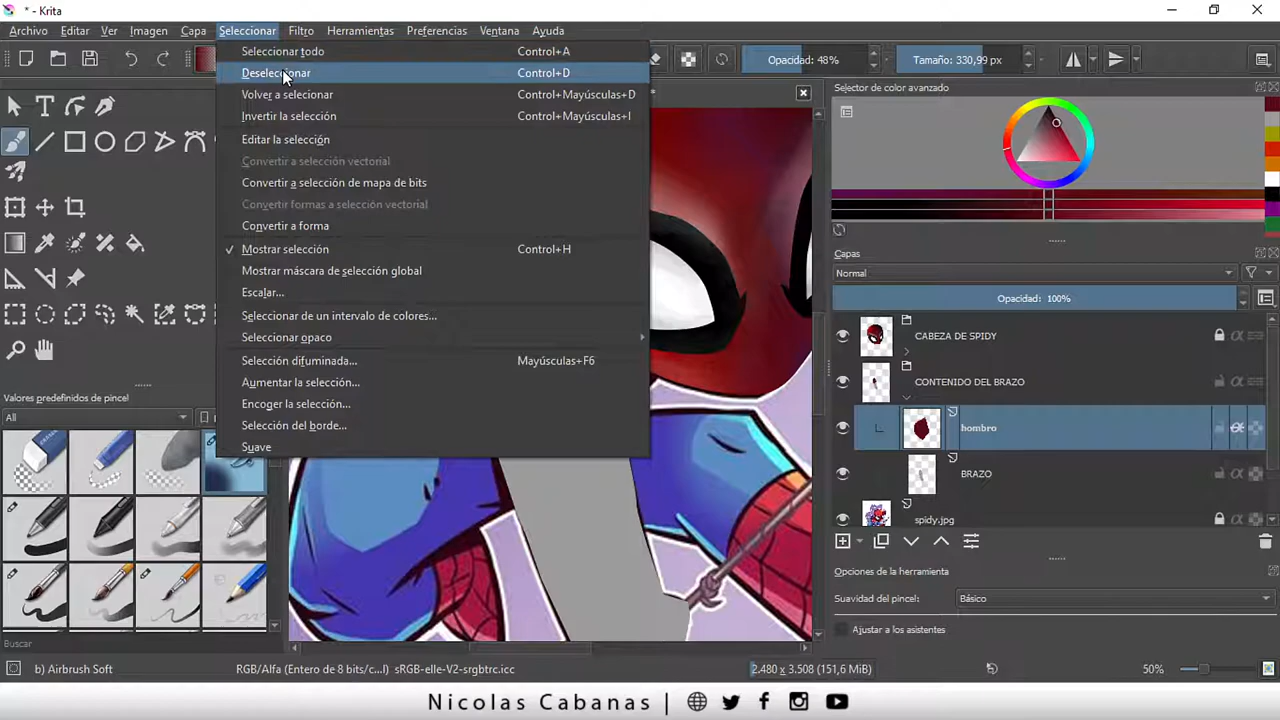 * - Krita
Archivo Editar Ver Imagen Capa Seleccionar Filtro Herramientas Preferencias Ventana Ayuda
Seleccionar todo Control+A
Deseleccionar Control+D
Volver a selecionar Control+Mayúsculas+D
Invertir la selección Control+Mayúsculas+I
Editar la selección
Convertir a selección vectorial
Convertir a selección de mapa de bits
Convertir formas a selección vectorial
Convertir a forma
✓ Mostrar selección Control+H
Mostrar máscara de selección global
Escalar...
Seleccionar de un intervalo de colores...
Seleccionar opaco
Selección difuminada... Mayúsculas+F6
Aumentar la selección...
Encoger la selección...
Selección del borde...
Suave
Opacidad: 48%
Tamaño: 330,99 px
Selector de color avanzado
Capas
Normal
Opacidad: 100%
CABEZA DE SPIDY
CONTENIDO DEL BRAZO
hombro
BRAZO
spidy.jpg
Opciones de la herramienta
Suavidad del pincel: Básico
Ajustar a los asistentes
Valores predefinidos de pincel
All
Buscar
b) Airbrush Soft
RGB/Alfa (Entero de 8 bits/c...l) sRGB-elle-V2-srgbtrc.icc
2.480 x 3.508 (151,6 MiB)
50%
Nicolas Cabanas |